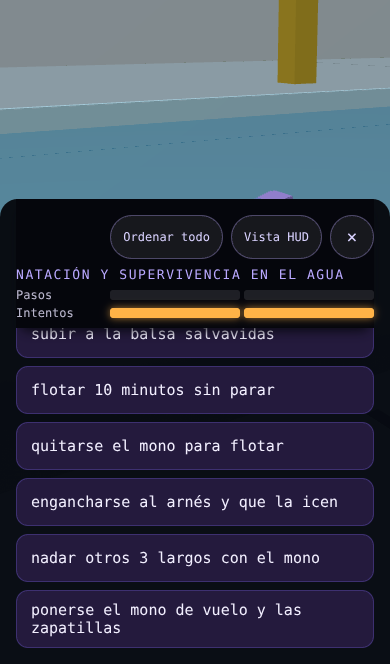 Ordenar todo Vista HUD ×
NATACIÓN Y SUPERVIVENCIA EN EL AGUA
Pasos
Intentos
subir a la balsa salvavidas
flotar 10 minutos sin parar
quitarse el mono para flotar
engancharse al arnés y que la icen
nadar otros 3 largos con el mono
ponerse el mono de vuelo y las
zapatillas